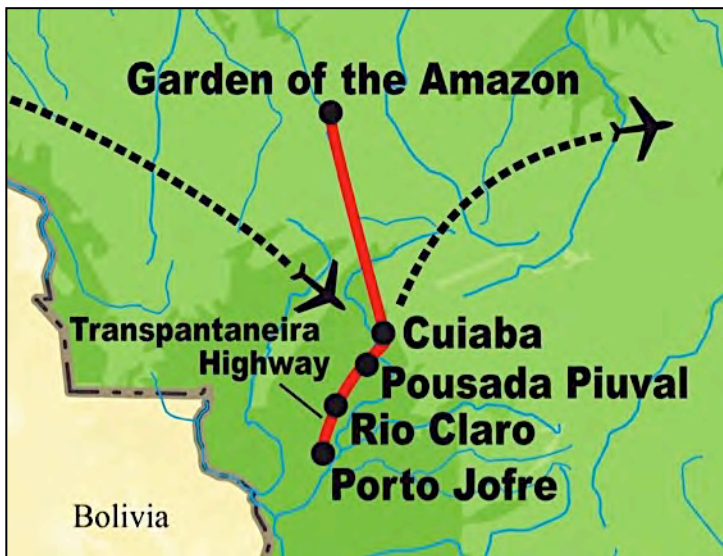 Garden of the Amazon
Transpantaneira
Highway
Cuiaba
Pousada Piuval
Rio Claro
Porto Jofre
Bolivia